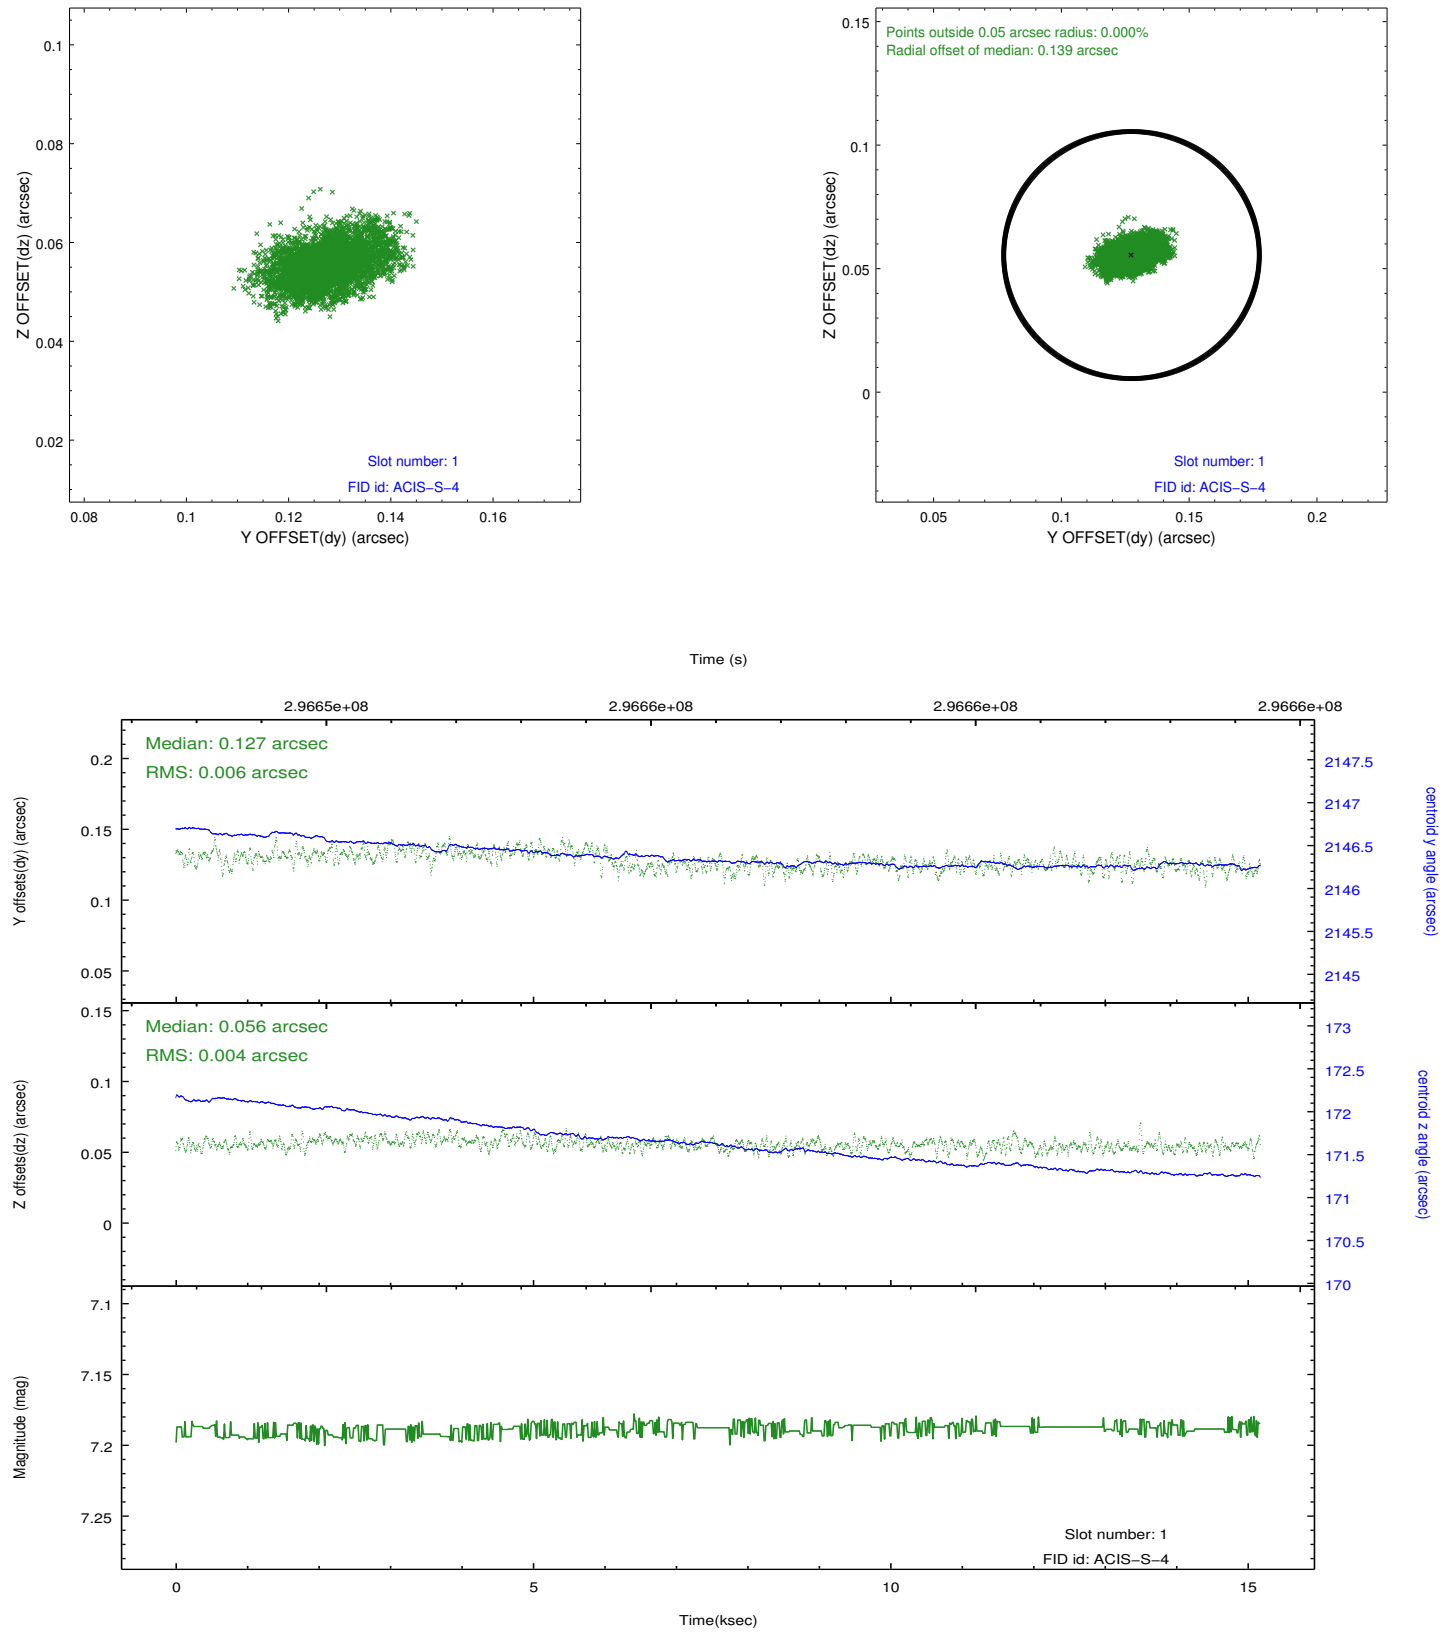 0.1
0.08
0.06
0.04
0.02
Z OFFSET(dz) (arcsec)
Slot number: 1
FID id: ACIS−S−4
0.08 0.1 0.12 0.14 0.16
Y OFFSET(dy) (arcsec)
Points outside 0.05 arcsec radius: 0.000%
Radial offset of median: 0.139 arcsec
0.15
0.1
0.05
0
Z OFFSET(dz) (arcsec)
Slot number: 1
FID id: ACIS−S−4
0.05 0.1 0.15 0.2
Y OFFSET(dy) (arcsec)
Time (s)
2.9665e+08 2.9666e+08 2.9666e+08 2.9666e+08
Median: 0.127 arcsec
RMS: 0.006 arcsec
0.2
0.15
0.1
0.05
Y offsets(dy) (arcsec)
2147.5
2147
2146.5
2146
2145.5
2145
centroid y angle (arcsec)
Median: 0.056 arcsec
RMS: 0.004 arcsec
0.15
0.1
0.05
0
Z offsets(dz) (arcsec)
173
172.5
172
171.5
171
170.5
170
centroid z angle (arcsec)
7.1
7.15
7.2
7.25
Magnitude (mag)
Slot number: 1
FID id: ACIS−S−4
0 5 10 15
Time(ksec)